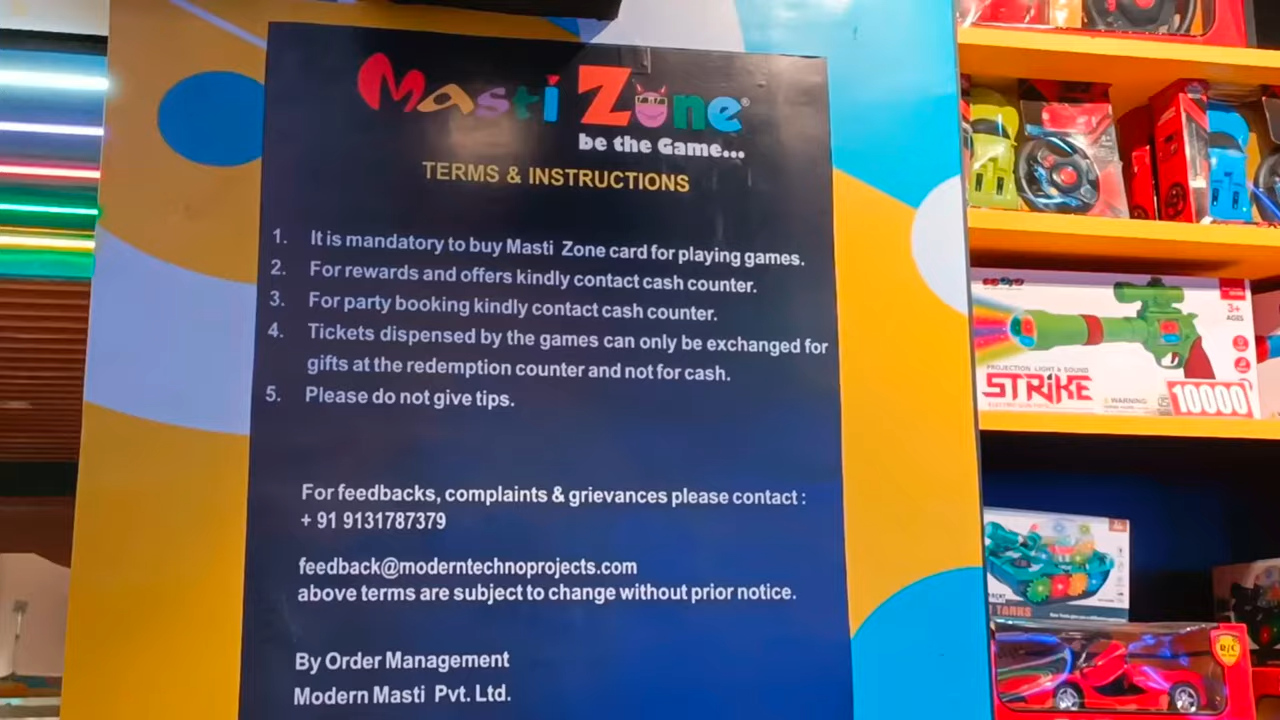 Masti Zone®
be the Game...
TERMS & INSTRUCTIONS
1. It is mandatory to buy Masti Zone card for playing games.
2. For rewards and offers kindly contact cash counter.
3. For party booking kindly contact cash counter.
4. Tickets dispensed by the games can only be exchanged for
gifts at the redemption counter and not for cash.
5. Please do not give tips.
For feedbacks, complaints & grievances please contact :
+ 91 9131787379
feedback@moderntechnoprojects.com
above terms are subject to change without prior notice.
By Order Management
Modern Masti Pvt. Ltd.
3+
AGES
PROJECTION LIGHT & SOUND
STRIKE
WARNING
10000
TANKS
R/C